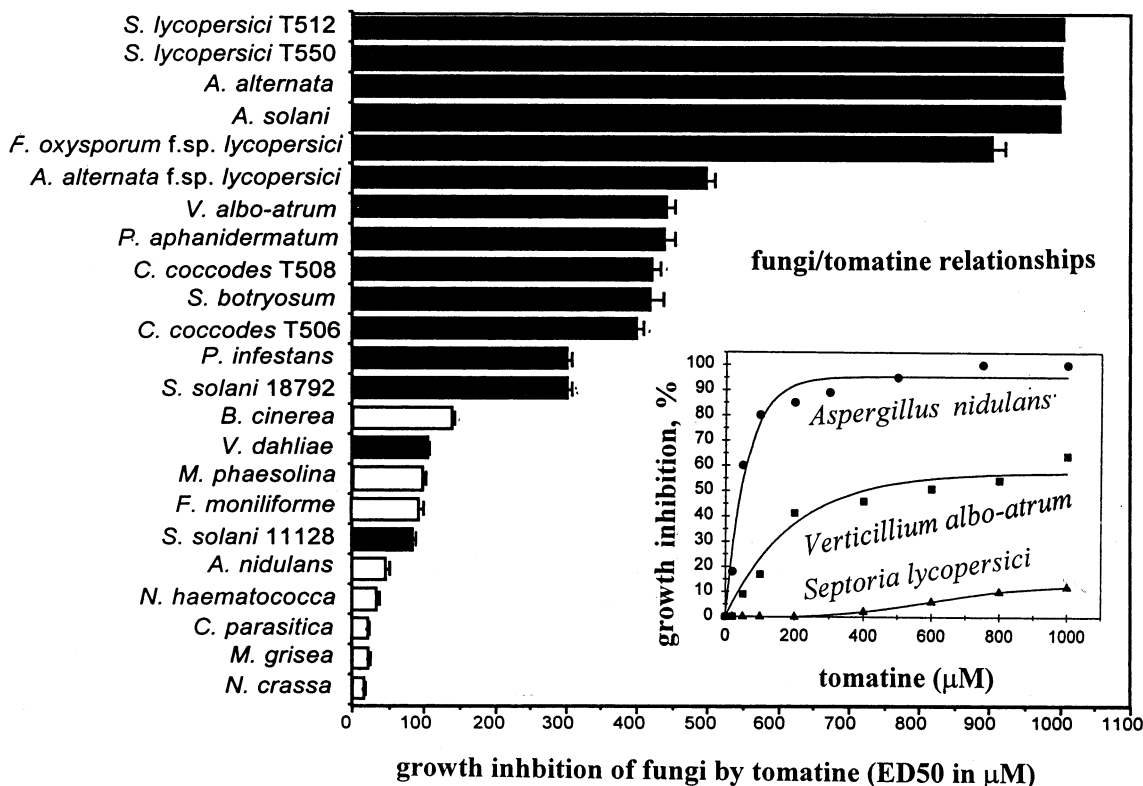 S. lycopersici T512
S. lycopersici T550
A. alternata
A. solani
F. oxysporum f.sp. lycopersici
A. alternata f.sp. lycopersici
V. albo-atrum
P. aphanidermatum
C. coccodes T508
S. botryosum
C. coccodes T506
P. infestans
S. solani 18792
B. cinerea
V. dahliae
M. phaesolina
F. moniliforme
S. solani 11128
A. nidulans
N. haematococca
C. parasitica
M. grisea
N. crassa
0 100 200 300 400 500 600 700 800 900 1000 1100
growth inhbition of fungi by tomatine (ED50 in µM)
fungi/tomatine relationships
growth inhibition, %
100
90
80
70
60
50
40
30
20
10
0
Aspergillus nidulans
Verticillium albo-atrum
Septoria lycopersici
0 200 400 600 800 1000
tomatine (µM)